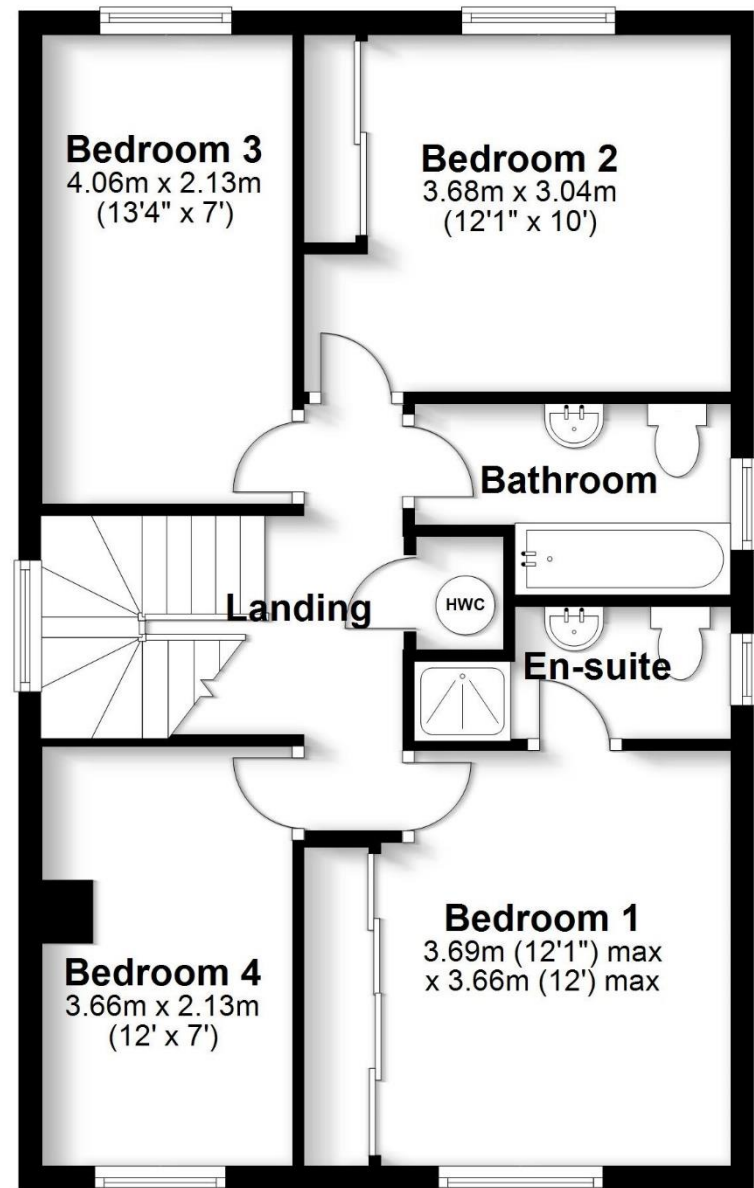 Bedroom 3
4.06m x 2.13m
(13'4" x 7')
Bedroom 2
3.68m x 3.04m
(12'1" x 10')
Bathroom
Landing
HWC
En-suite
Bedroom 4
3.66m x 2.13m
(12' x 7')
Bedroom 1
3.69m (12'1") max
x 3.66m (12') max